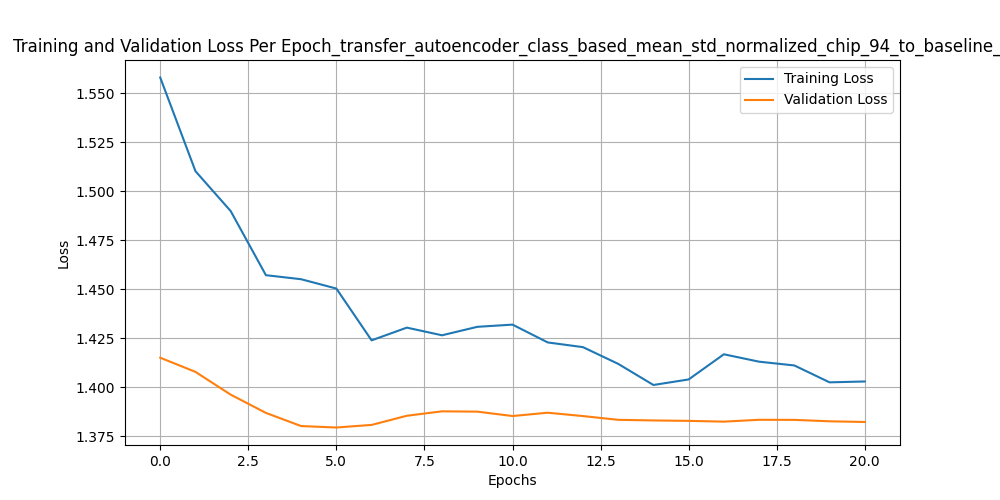 Training and Validation Loss Per Epoch_transfer_autoencoder_class_based_mean_std_normalized_chip_94_to_baseline_
Training Loss
Validation Loss
1.550
1.525
1.500
1.475
1.450
1.425
1.400
1.375
Loss
0.0 2.5 5.0 7.5 10.0 12.5 15.0 17.5 20.0
Epochs